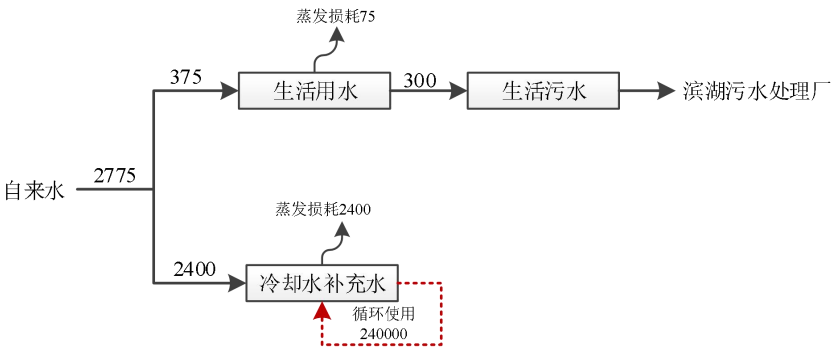 蒸发损耗75
375
生活用水
300
生活污水
滨湖污水处理厂
自来水
2775
蒸发损耗2400
2400
冷却水补充水
循环使用
240000